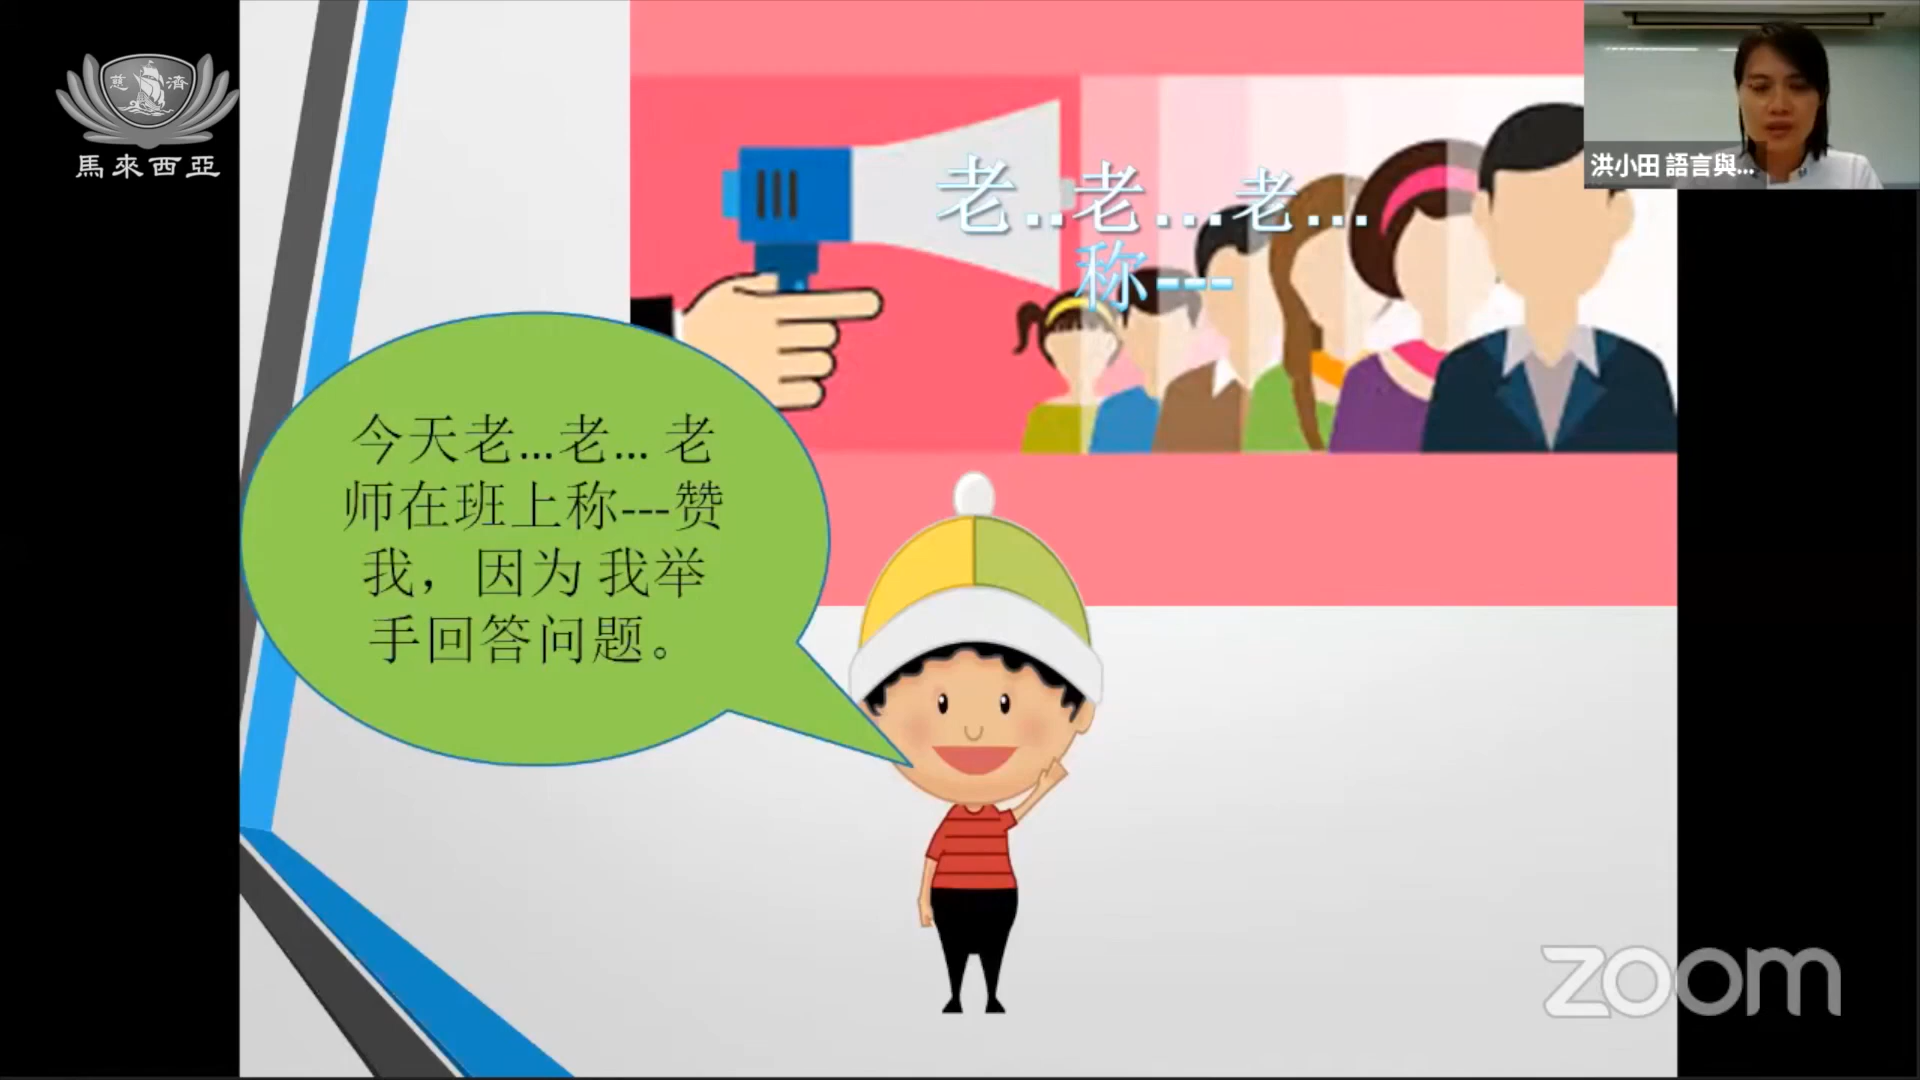 慈濟
馬來西亞
老..老...老...
称---
洪小田 語言與...
今天老...老... 老
师在班上称---赞
我，因为 我举
手回答问题。
zoom